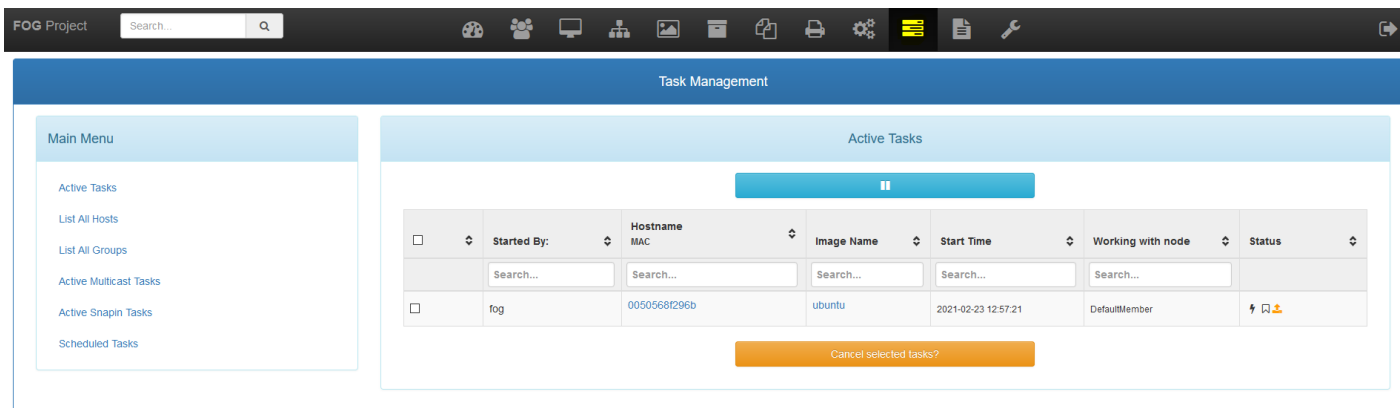 FOG Project
Search...
Task Management
Main Menu
Active Tasks
List All Hosts
List All Groups
Active Multicast Tasks
Active Snapin Tasks
Scheduled Tasks
Active Tasks
Started By:
Hostname
MAC
Image Name
Start Time
Working with node
Status
Search...
Search...
Search...
Search...
Search...
fog
0050568f296b
ubuntu
2021-02-23 12:57:21
DefaultMember
Cancel selected tasks?